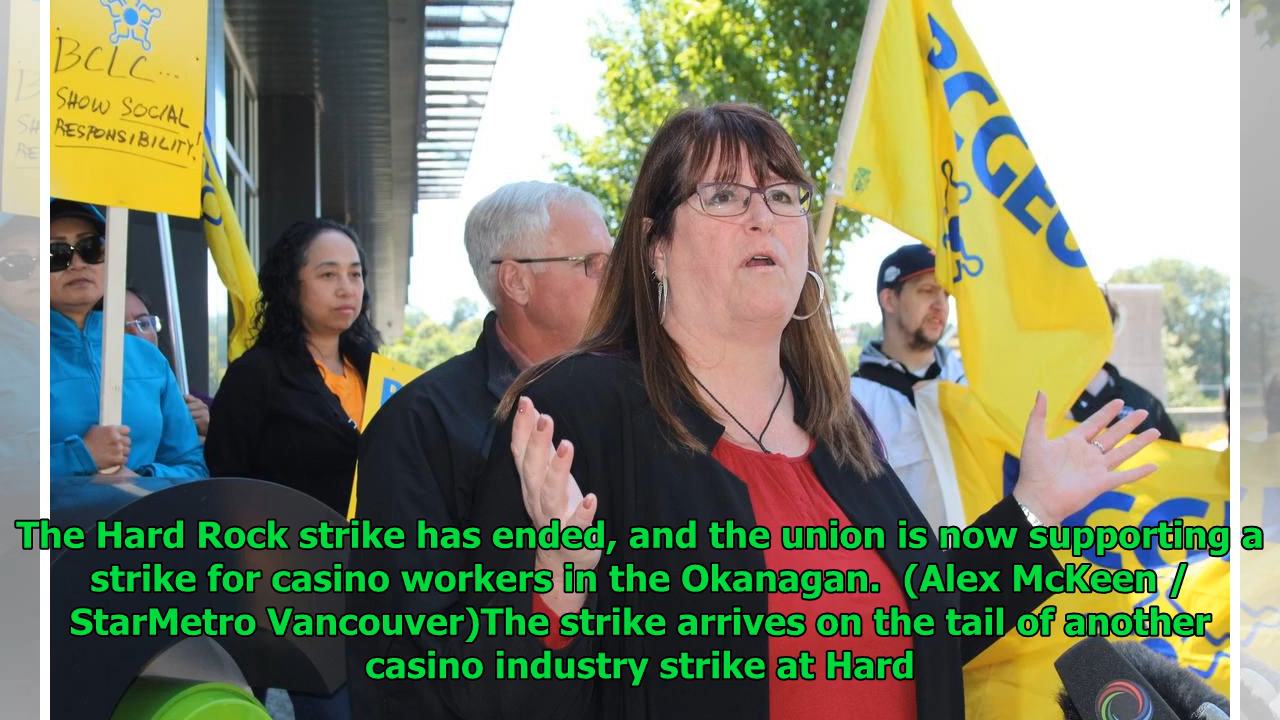 BCLC...
SHOW SOCIAL
RESPONSIBILITY!
BCGEU
The Hard Rock strike has ended, and the union is now supporting a
strike for casino workers in the Okanagan.  (Alex McKeen /
StarMetro Vancouver)The strike arrives on the tail of another
casino industry strike at Hard